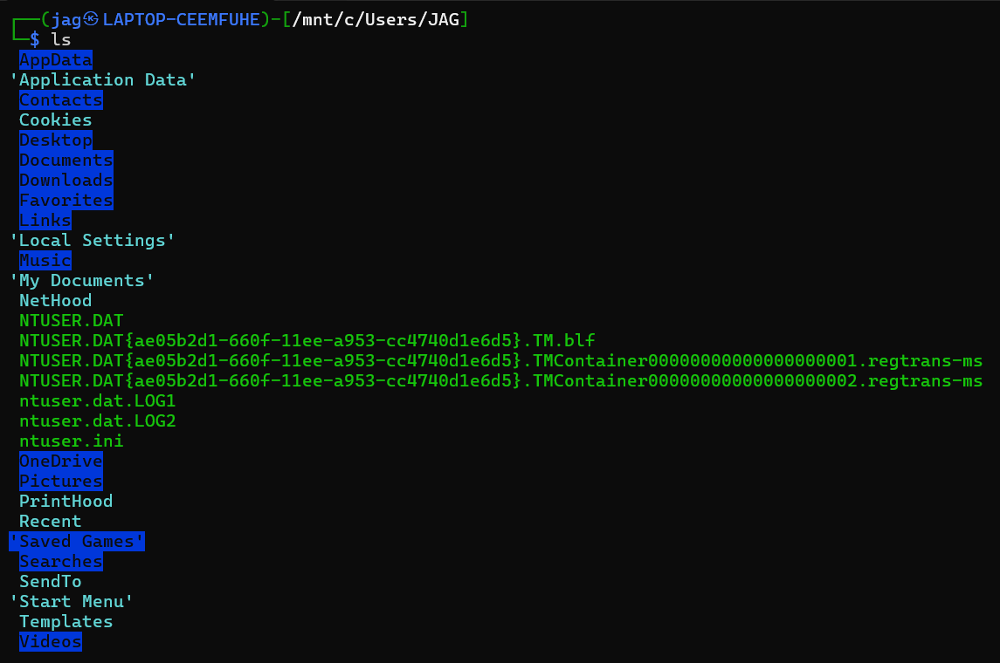 ┌──(jag㉿LAPTOP-CEEMFUHE)-[/mnt/c/Users/JAG]
└─$ ls
 AppData
'Application Data'
 Contacts
 Cookies
 Desktop
 Documents
 Downloads
 Favorites
 Links
'Local Settings'
 Music
'My Documents'
 NetHood
 NTUSER.DAT
 NTUSER.DAT{ae05b2d1-660f-11ee-a953-cc4740d1e6d5}.TM.blf
 NTUSER.DAT{ae05b2d1-660f-11ee-a953-cc4740d1e6d5}.TMContainer00000000000000000001.regtrans-ms
 NTUSER.DAT{ae05b2d1-660f-11ee-a953-cc4740d1e6d5}.TMContainer00000000000000000002.regtrans-ms
 ntuser.dat.LOG1
 ntuser.dat.LOG2
 ntuser.ini
 OneDrive
 Pictures
 PrintHood
 Recent
'Saved Games'
 Searches
 SendTo
'Start Menu'
 Templates
 Videos